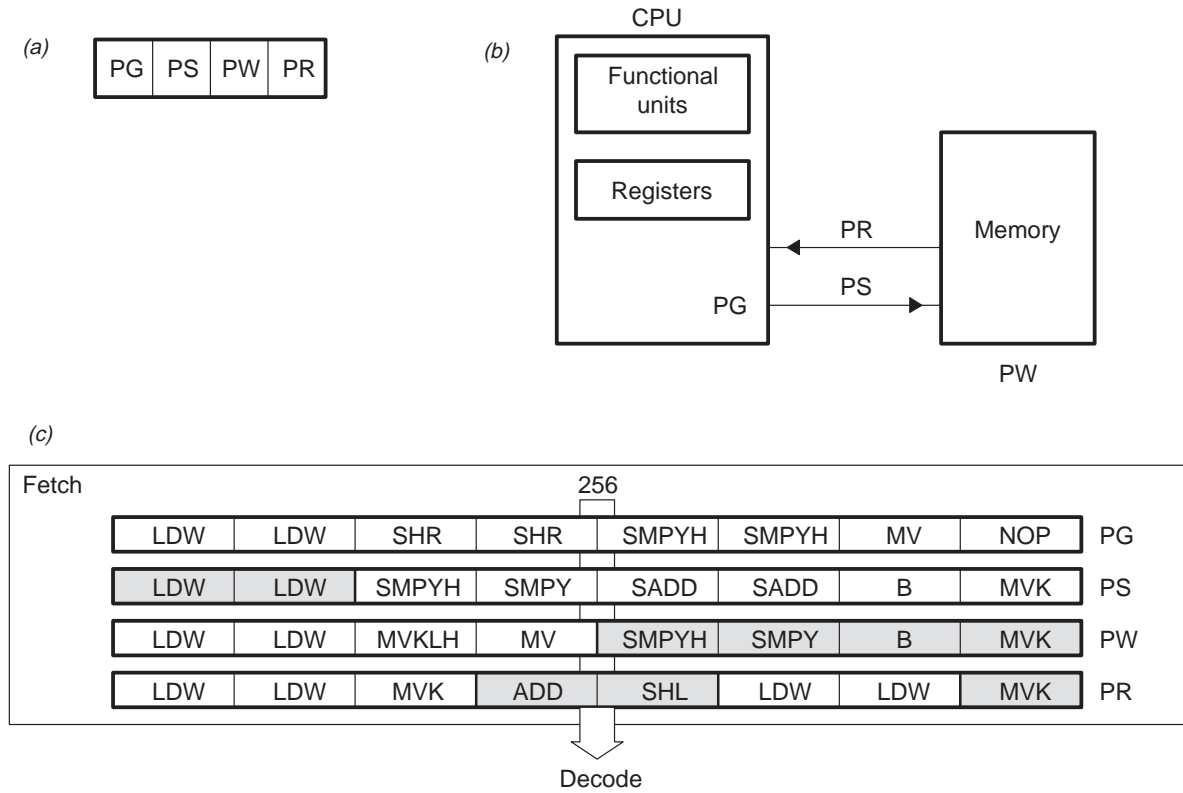 (a)
PG PS PW PR
(b)
CPU
Functional
units
Registers
PR
PS
PG
Memory
PW
(c)
Fetch
256
LDW LDW SHR SHR SMPYH SMPYH MV NOP PG
LDW LDW SMPYH SMPY SADD SADD B MVK PS
LDW LDW MVKLH MV SMPYH SMPY B MVK PW
LDW LDW MVK ADD SHL LDW LDW MVK PR
Decode